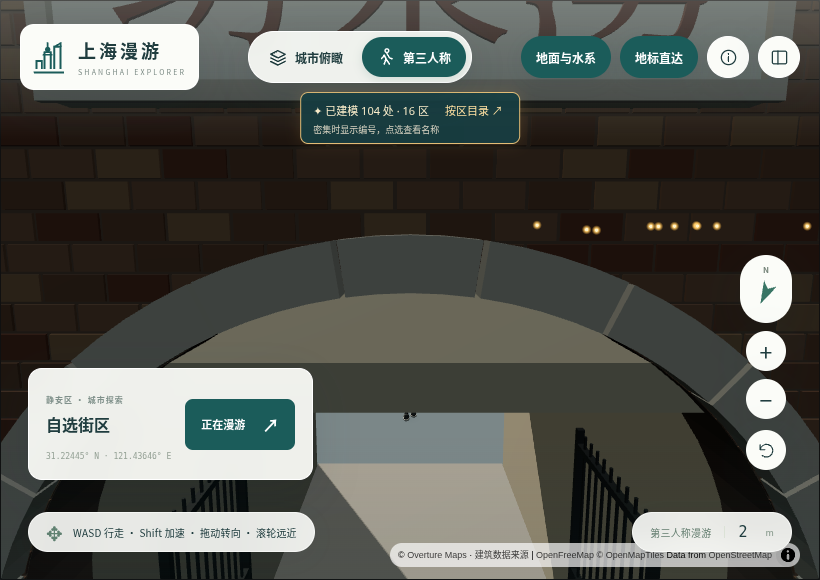 上海漫游
SHANGHAI EXPLORER
城市俯瞰
第三人称
地面与水系
地标直达
✦ 已建模 104 处 · 16 区 按区目录 ↗
密集时显示编号，点选查看名称
N
静安区 · 城市探索
自选街区
31.22445° N · 121.43646° E
正在漫游 ↗
WASD 行走 · Shift 加速 · 拖动转向 · 滚轮远近
第三人称漫游 2 m
© Overture Maps · 建筑数据来源 | OpenFreeMap © OpenMapTiles Data from OpenStreetMap